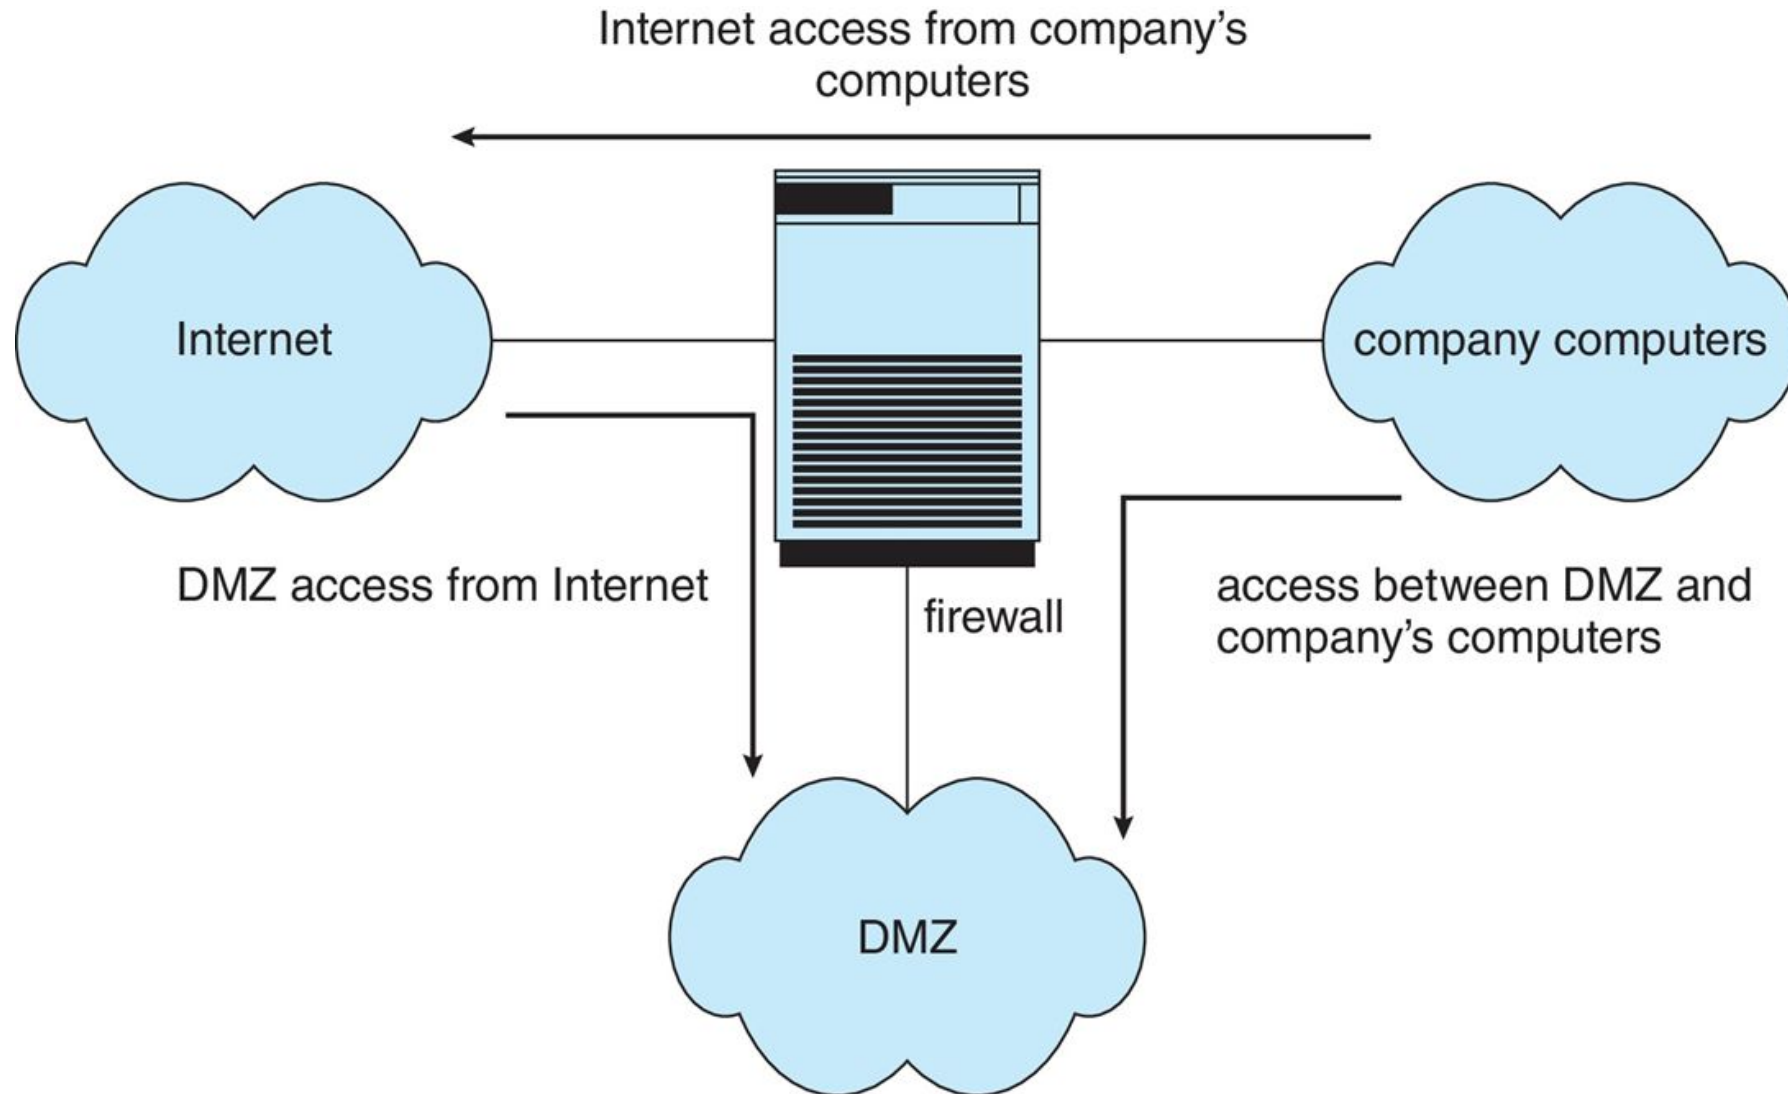 Internet access from company’s
computers
Internet
company computers
DMZ access from Internet
firewall
access between DMZ and
company’s computers
DMZ